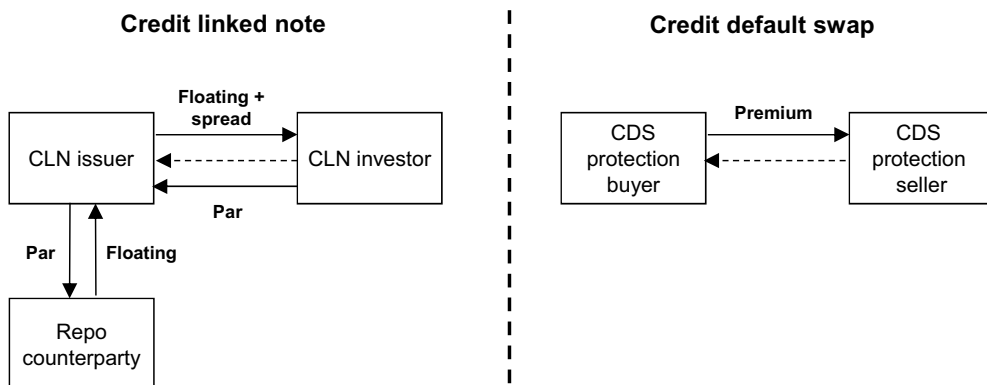 Credit linked note
Floating +
spread
CLN issuer
CLN investor
Par
Par
Floating
Repo
counterparty
Credit default swap
Premium
CDS
protection
buyer
CDS
protection
seller